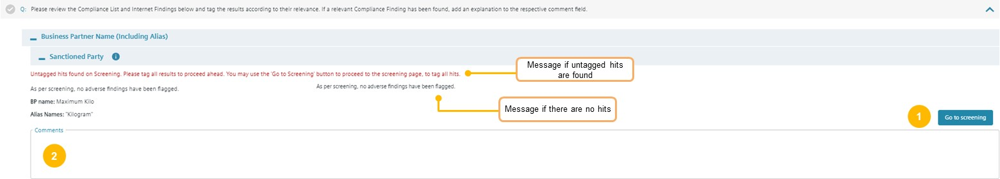 Q: Please review the Compliance List and Internet Findings below and tag the results according to their relevance. If a relevant Compliance Finding has been found, add an explanation to the respective comment field.
Business Partner Name (Including Alias)
Sanctioned Party
Untagged hits found on Screening. Please tag all results to proceed ahead. You may use the 'Go to Screening' button to proceed to the screening page, to tag all hits.
Message if untagged hits
are found
As per screening, no adverse findings have been flagged.
As per screening, no adverse findings have been flagged.
BP name: Maximum Kilo
Message if there are no hits
Alias Names: "Kilogram"
1
Go to screening
Comments
2